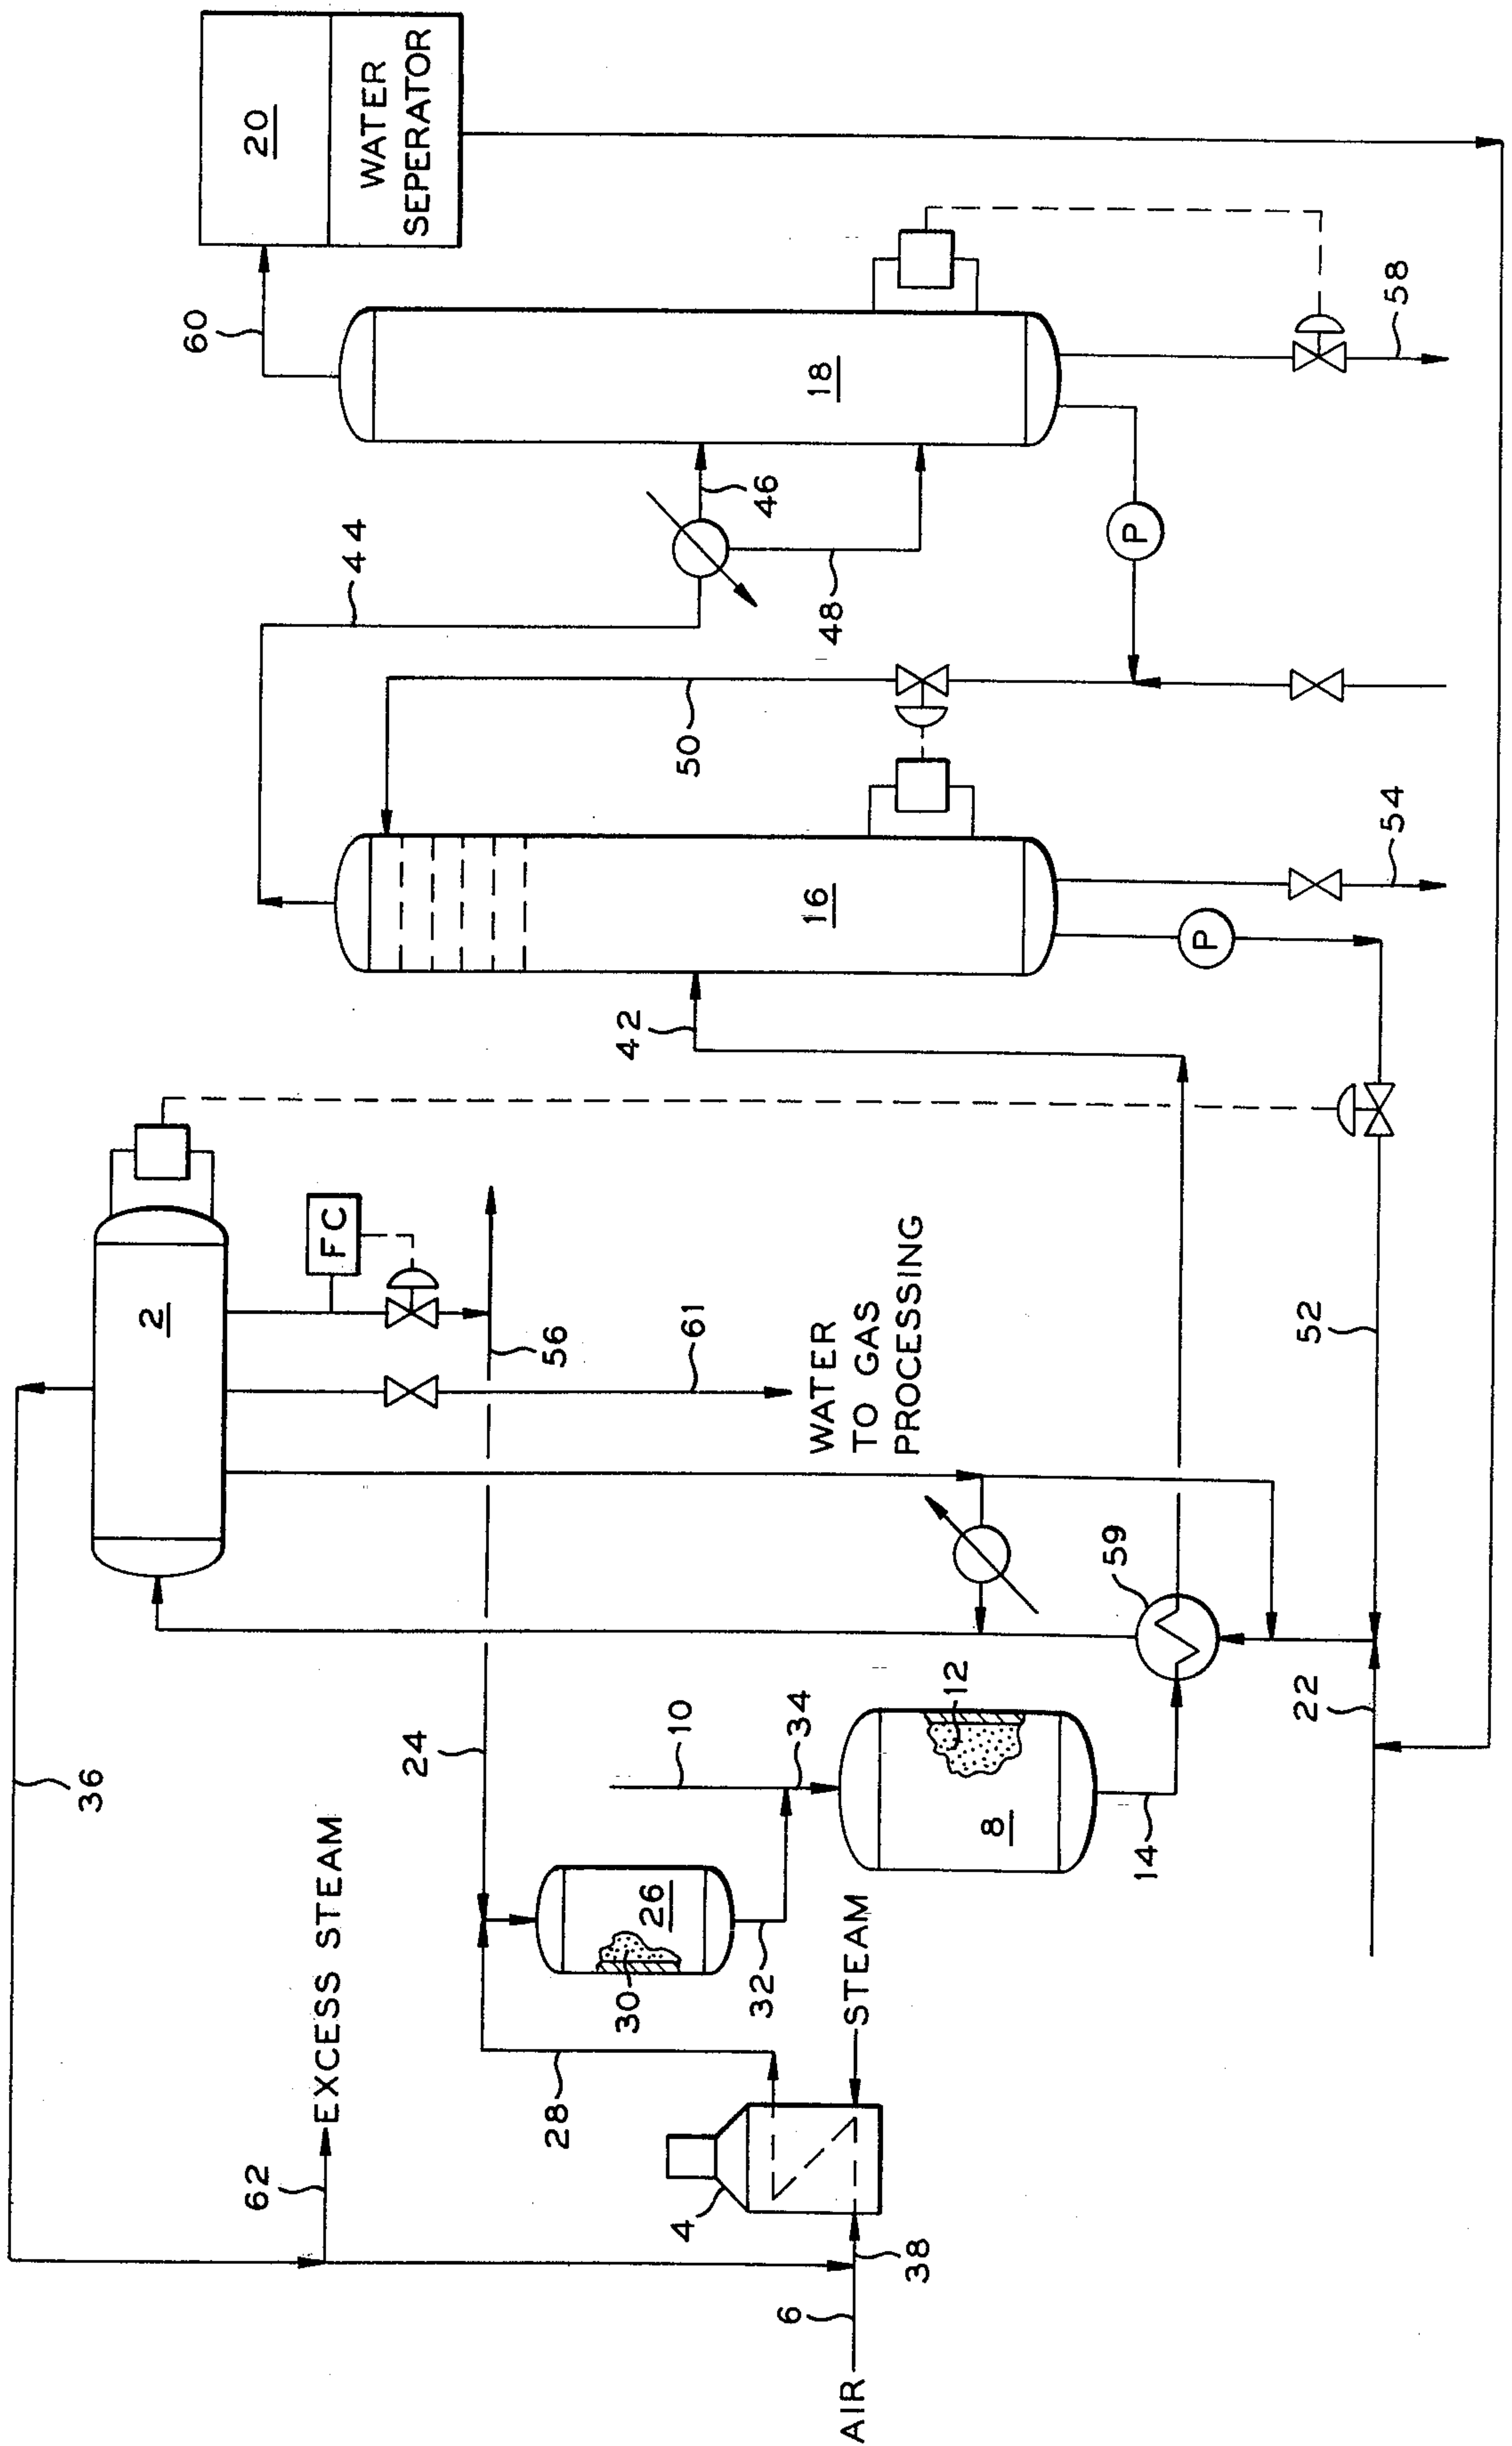 20
WATER
SEPERATOR
60
18
58
44
46
48
P
50
16
54
P
42
2
FC
56
61
WATER
TO GAS
PROCESSING
52
59
36
24
10
34
12
8
14
22
EXCESS STEAM
26
30
32
STEAM
28
62
4
38
6
AIR